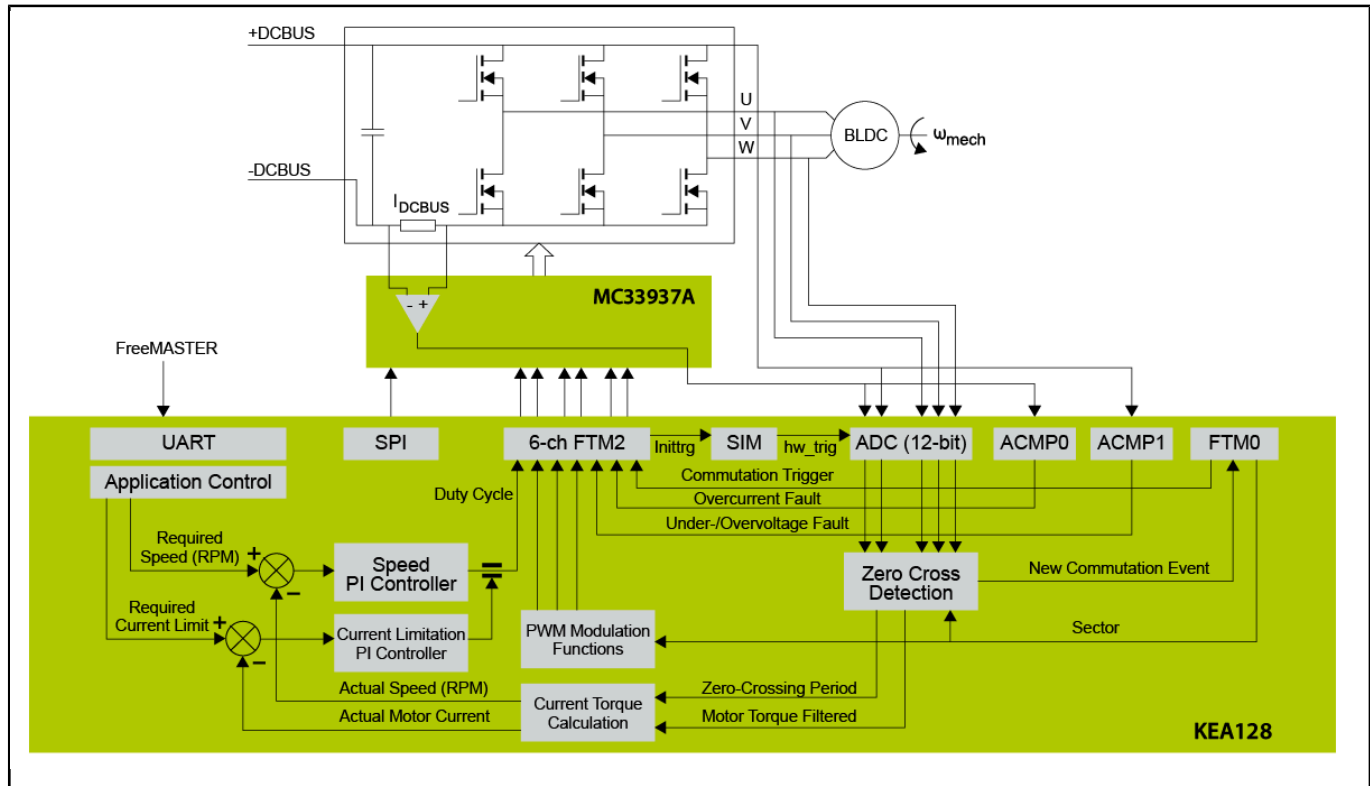 +DCBUS
U
V
W
BLDC
ωmech
-DCBUS
IDCBUS
MC33937A
- +
FreeMASTER
UART
SPI
6-ch FTM2
Inittrg
SIM
hw_trig
ADC (12-bit)
ACMP0
ACMP1
FTM0
Application Control
Commutation Trigger
Duty Cycle
Overcurrent Fault
Under-/Overvoltage Fault
Required
Speed (RPM)
+
-
Speed
PI Controller
Zero Cross
Detection
New Commutation Event
Required
Current Limit
+
-
Current Limitation
PI Controller
PWM Modulation
Functions
Sector
Actual Speed (RPM)
Actual Motor Current
Current Torque
Calculation
Zero-Crossing Period
Motor Torque Filtered
KEA128